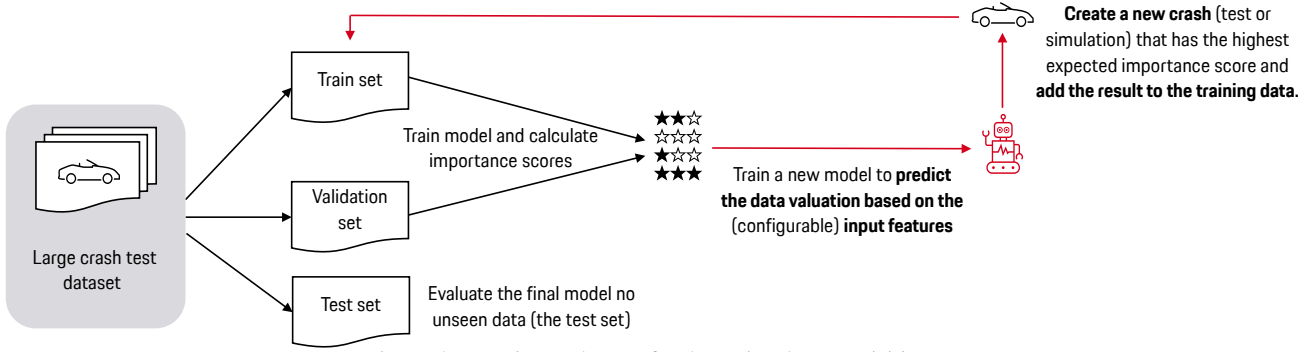 Create a new crash (test or
simulation) that has the highest
expected importance score and
add the result to the training data.
Train set
Train model and calculate
importance scores
★★☆
☆☆☆
★☆☆
★★★
Train a new model to predict
the data valuation based on the
(configurable) input features
Validation
set
Large crash test
dataset
Test set
Evaluate the final model no
unseen data (the test set)